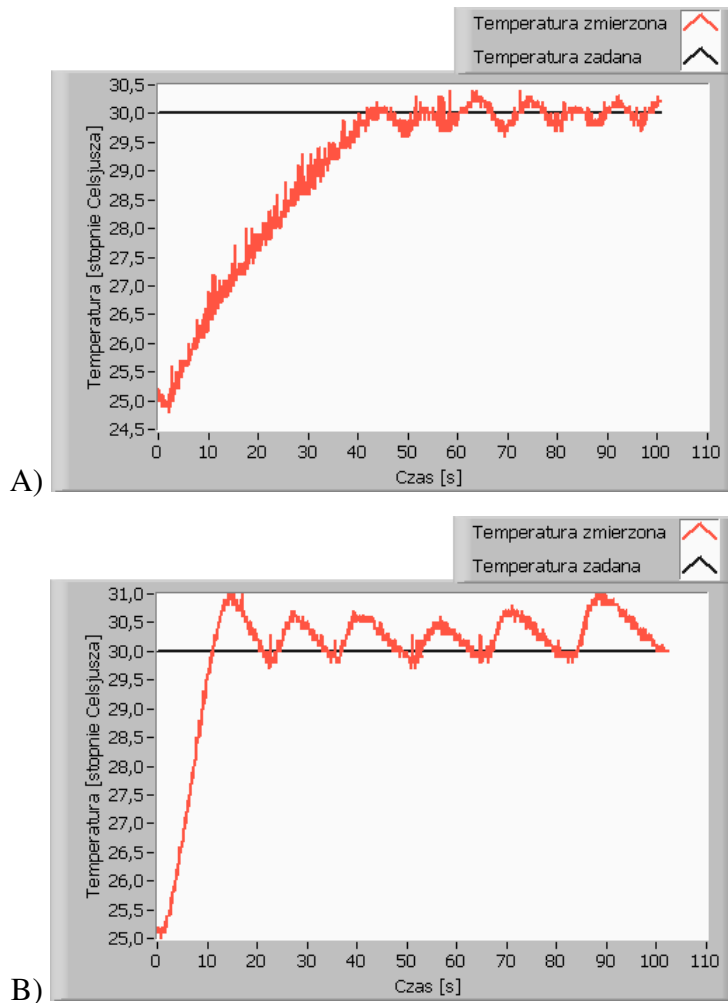 Temperatura zmierzona
Temperatura zadana
30,5
30,0
29,5
29,0
28,5
28,0
27,5
27,0
26,5
26,0
25,5
25,0
24,5
Temperatura [stopnie Celsjusza]
0 10 20 30 40 50 60 70 80 90 100 110
Czas [s]
A)
Temperatura zmierzona
Temperatura zadana
31,0
30,5
30,0
29,5
29,0
28,5
28,0
27,5
27,0
26,5
26,0
25,5
25,0
Temperatura [stopnie Celsjusza]
0 10 20 30 40 50 60 70 80 90 100 110
Czas [s]
B)